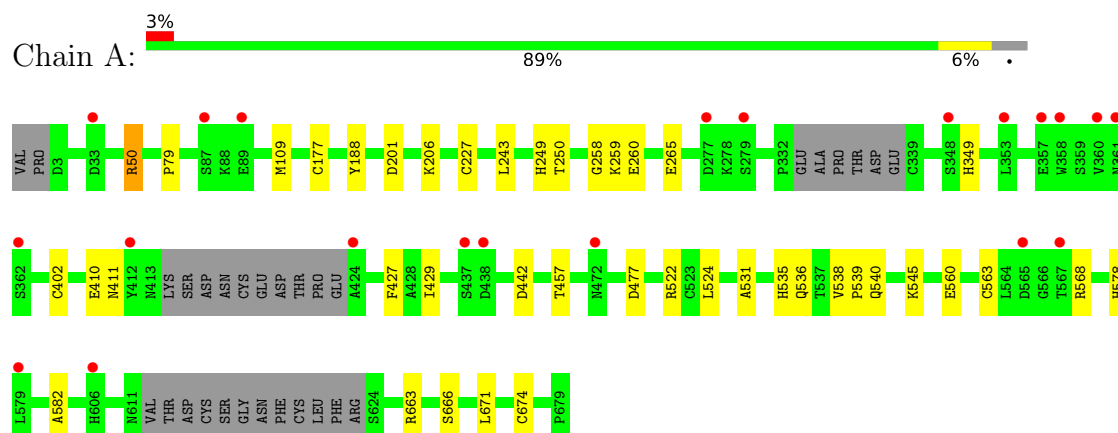 3%
Chain A:
89% 6% •
VAL PRO D3 D33 R50 P79 S87 K88 E89 M109 C177 Y188 D201 K206 C227 L243 H249 T250 G258 K259 E260 E265 D277 K278 S279 P332 GLU ALA PRO THR ASP GLU C339 S348 H349 L353 E357 W358 S359 V360 N361
S362 C402 E410 N411 Y412 N413 LYS SER ASP ASN CYS GLU ASP THR PRO GLU A424 F427 A428 I429 S437 D438 D442 T457 N472 D477 R522 C523 L524 A531 H535 Q536 T537 V538 P539 Q540 K545 E560 C563 L564 D565 G566 T567 R568 H578
L579 A582 H606 N611 VAL THR ASP CYS SER GLY ASN PHE CYS LEU PHE ARG S624 R663 S666 L671 C674 P679